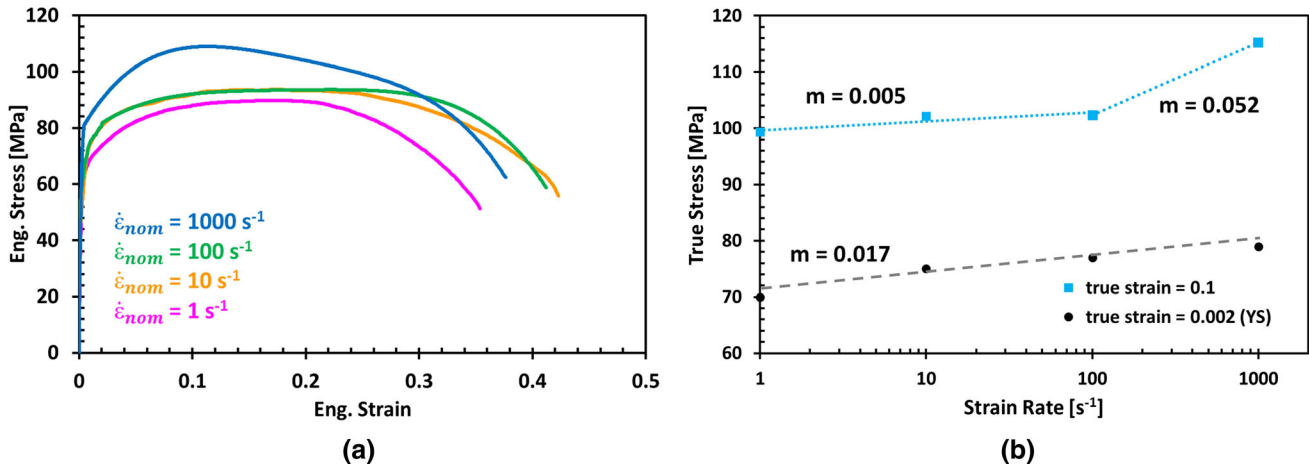 120
100
80
60
40
20
0
Eng. Stress [MPa]
ε̇nom = 1000 s-1
ε̇nom = 100 s-1
ε̇nom = 10 s-1
ε̇nom = 1 s-1
0 0.1 0.2 0.3 0.4 0.5
Eng. Strain
(a)
120
110
100
90
80
70
60
True Stress [MPa]
m = 0.005
m = 0.052
m = 0.017
true strain = 0.1
true strain = 0.002 (YS)
1 10 100 1000
Strain Rate [s-1]
(b)